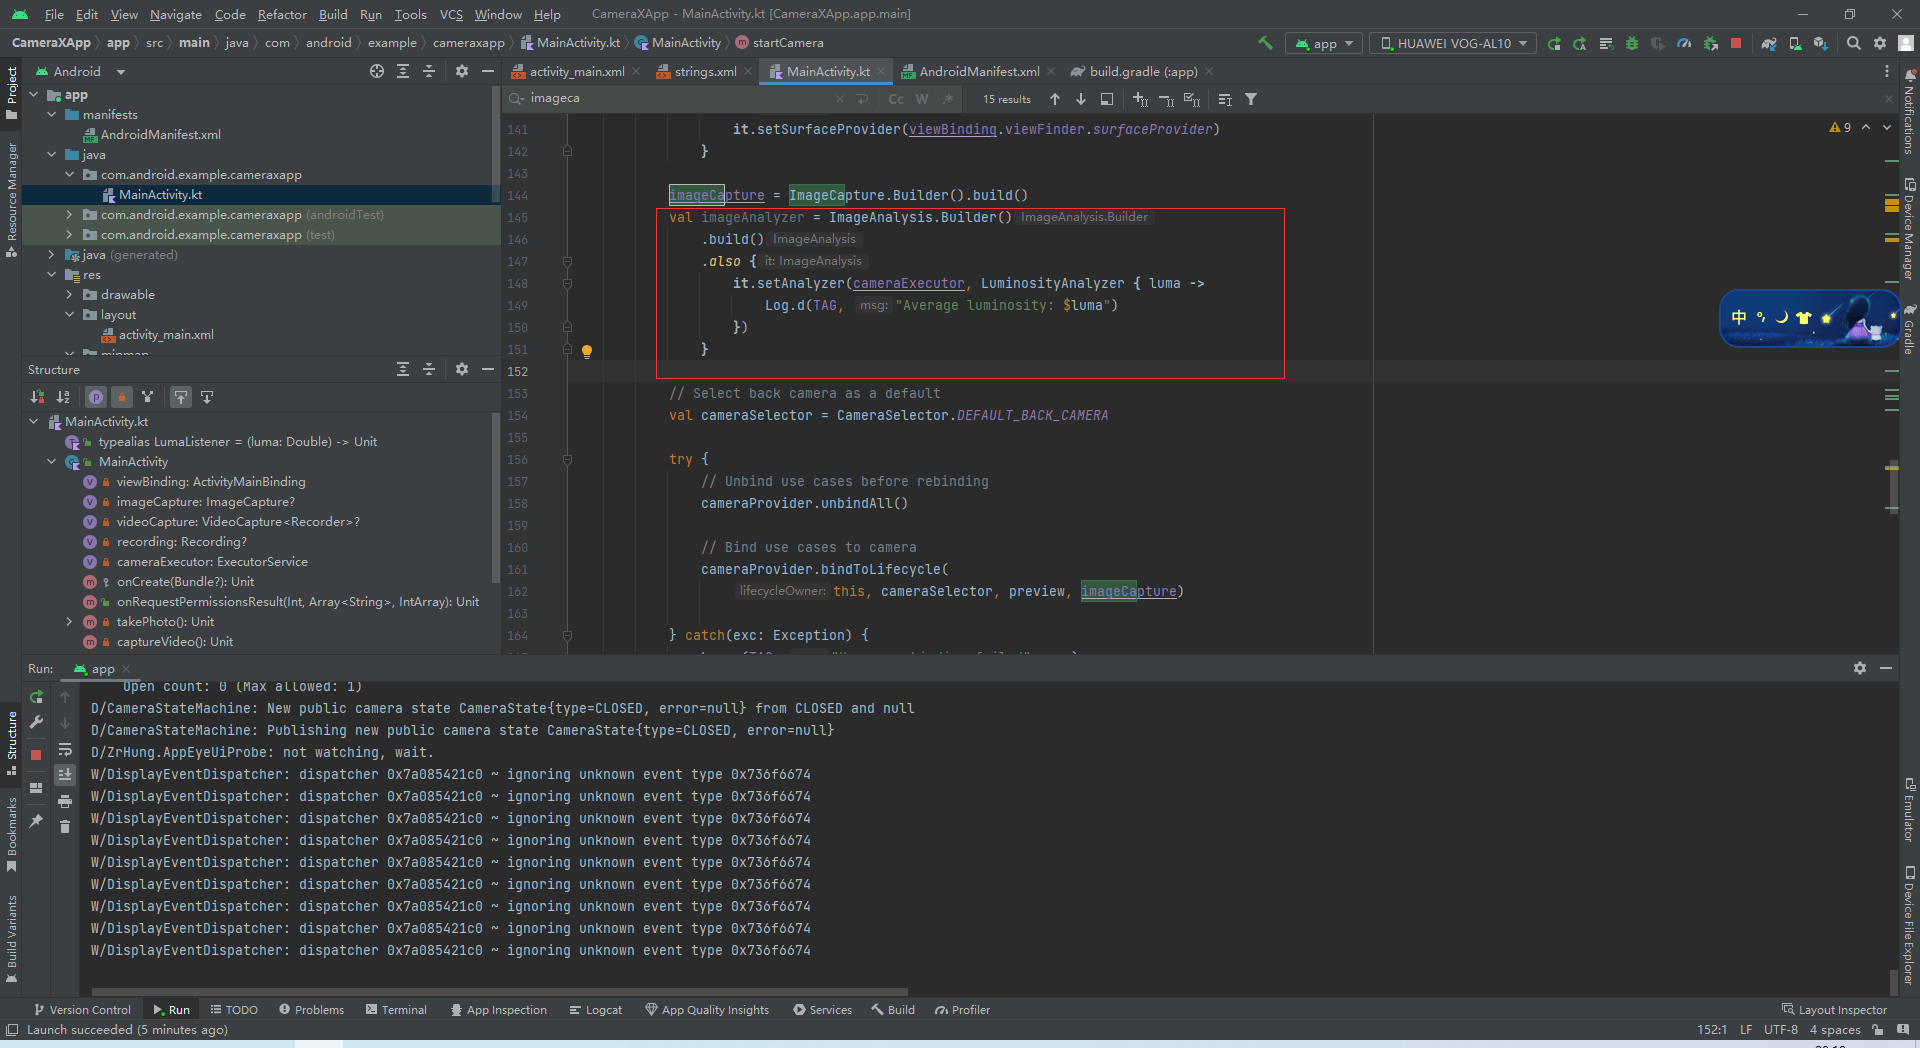 File Edit View Navigate Code Refactor Build Run Tools VCS Window Help CameraXApp - MainActivity.kt [CameraXApp.app.main]
CameraXApp app src main java com android example cameraxapp MainActivity.kt MainActivity startCamera app HUAWEI VOG-AL10
Project
Resource Manager
Structure
Bookmarks
Build Variants
Android
app
manifests
AndroidManifest.xml
java
com.android.example.cameraxapp
MainActivity.kt
com.android.example.cameraxapp (androidTest)
com.android.example.cameraxapp (test)
java (generated)
res
drawable
layout
activity_main.xml
mipmap
Structure
MainActivity.kt
typealias LumaListener = (luma: Double) -> Unit
MainActivity
viewBinding: ActivityMainBinding
imageCapture: ImageCapture?
videoCapture: VideoCapture<Recorder>?
recording: Recording?
cameraExecutor: ExecutorService
onCreate(Bundle?): Unit
onRequestPermissionsResult(Int, Array<String>, IntArray): Unit
takePhoto(): Unit
captureVideo(): Unit
activity_main.xml strings.xml MainActivity.kt AndroidManifest.xml build.gradle (:app)
imageca Cc W .* 15 results
9
141 it.setSurfaceProvider(viewBinding.viewFinder.surfaceProvider)
142 }
143
144 imageCapture = ImageCapture.Builder().build()
145 val imageAnalyzer = ImageAnalysis.Builder() ImageAnalysis.Builder
146 .build() ImageAnalysis
147 .also { it: ImageAnalysis
148 it.setAnalyzer(cameraExecutor, LuminosityAnalyzer { luma ->
149 Log.d(TAG, msg: "Average luminosity: $luma")
150 })
151 }
152
153 // Select back camera as a default
154 val cameraSelector = CameraSelector.DEFAULT_BACK_CAMERA
155
156 try {
157 // Unbind use cases before rebinding
158 cameraProvider.unbindAll()
159
160 // Bind use cases to camera
161 cameraProvider.bindToLifecycle(
162 lifecycleOwner: this, cameraSelector, preview, imageCapture)
163
164 } catch(exc: Exception) {
中
Notifications
Device Manager
Gradle
Emulator
Device File Explorer
Run: app
Open count: 0 (Max allowed: 1)
D/CameraStateMachine: New public camera state CameraState{type=CLOSED, error=null} from CLOSED and null
D/CameraStateMachine: Publishing new public camera state CameraState{type=CLOSED, error=null}
D/ZrHung.AppEyeUiProbe: not watching, wait.
W/DisplayEventDispatcher: dispatcher 0x7a085421c0 ~ ignoring unknown event type 0x736f6674
W/DisplayEventDispatcher: dispatcher 0x7a085421c0 ~ ignoring unknown event type 0x736f6674
W/DisplayEventDispatcher: dispatcher 0x7a085421c0 ~ ignoring unknown event type 0x736f6674
W/DisplayEventDispatcher: dispatcher 0x7a085421c0 ~ ignoring unknown event type 0x736f6674
W/DisplayEventDispatcher: dispatcher 0x7a085421c0 ~ ignoring unknown event type 0x736f6674
W/DisplayEventDispatcher: dispatcher 0x7a085421c0 ~ ignoring unknown event type 0x736f6674
W/DisplayEventDispatcher: dispatcher 0x7a085421c0 ~ ignoring unknown event type 0x736f6674
W/DisplayEventDispatcher: dispatcher 0x7a085421c0 ~ ignoring unknown event type 0x736f6674
W/DisplayEventDispatcher: dispatcher 0x7a085421c0 ~ ignoring unknown event type 0x736f6674
Version Control Run TODO Problems Terminal App Inspection Logcat App Quality Insights Services Build Profiler Layout Inspector
Launch succeeded (5 minutes ago) 152:1 LF UTF-8 4 spaces